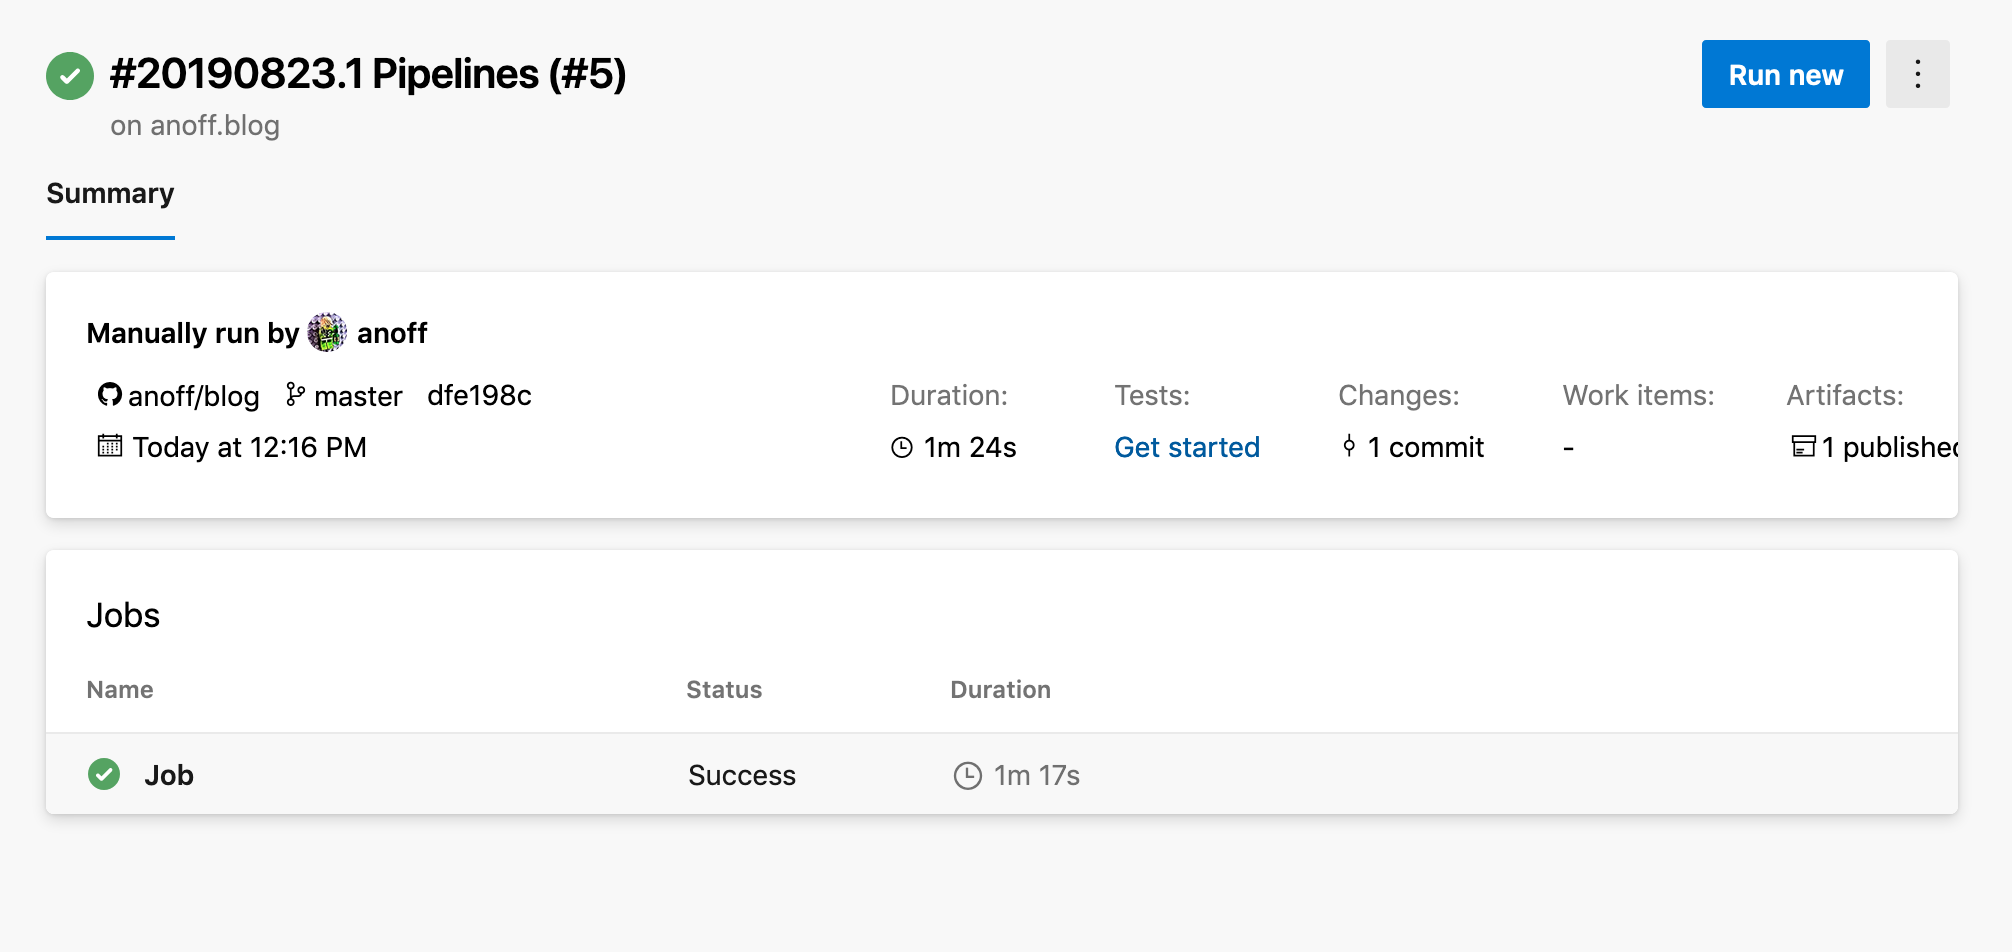 #20190823.1 Pipelines (#5)
Run new
on anoff.blog
Summary
Manually run by anoff
anoff/blog master dfe198c
Today at 12:16 PM
Duration:
1m 24s
Tests:
Get started
Changes:
1 commit
Work items:
-
Artifacts:
1 published
Jobs
Name Status Duration
Job Success 1m 17s